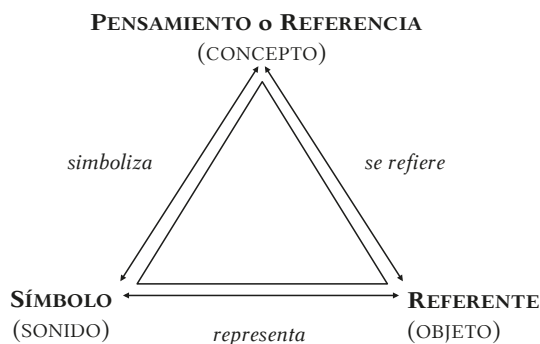 PENSAMIENTO o REFERENCIA
(CONCEPTO)
simboliza
se refiere
SÍMBOLO
REFERENTE
(SONIDO)
representa
(OBJETO)